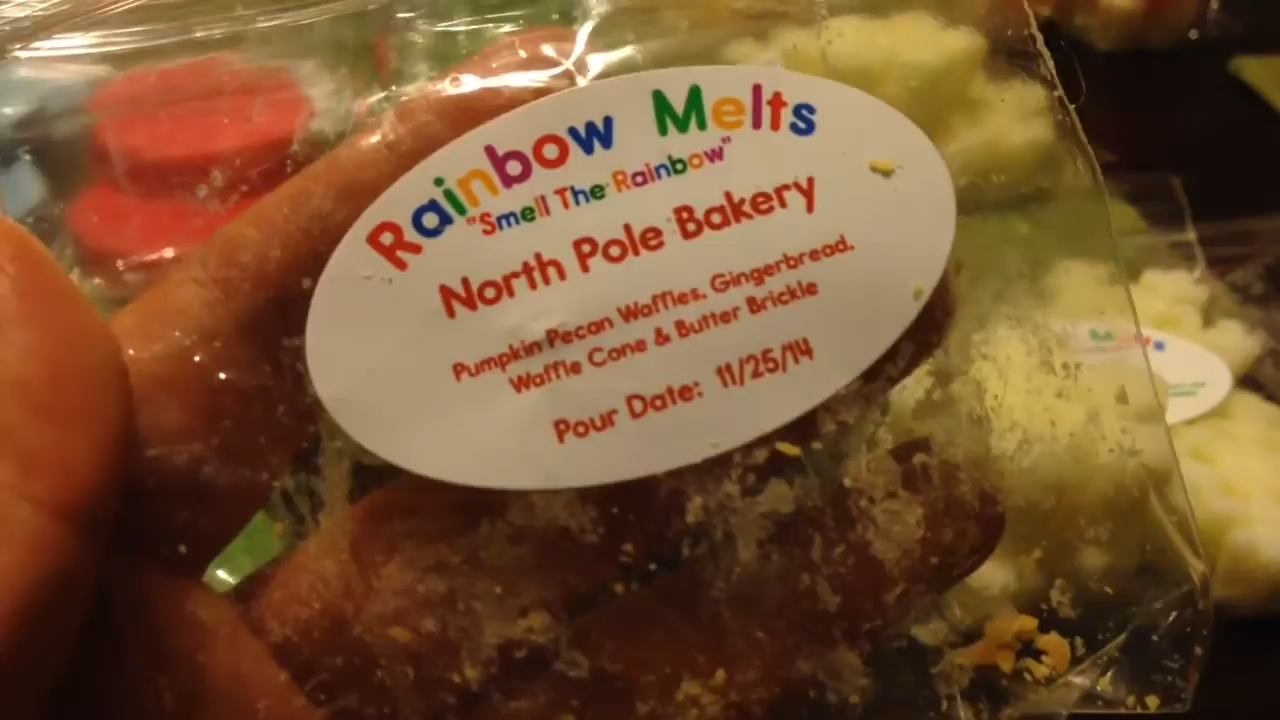 Rainbow Melts
"Smell The Rainbow"
North Pole Bakery
Pumpkin Pecan Waffles, Gingerbread,
Waffle Cone & Butter Brickle
Pour Date: 11/25/14